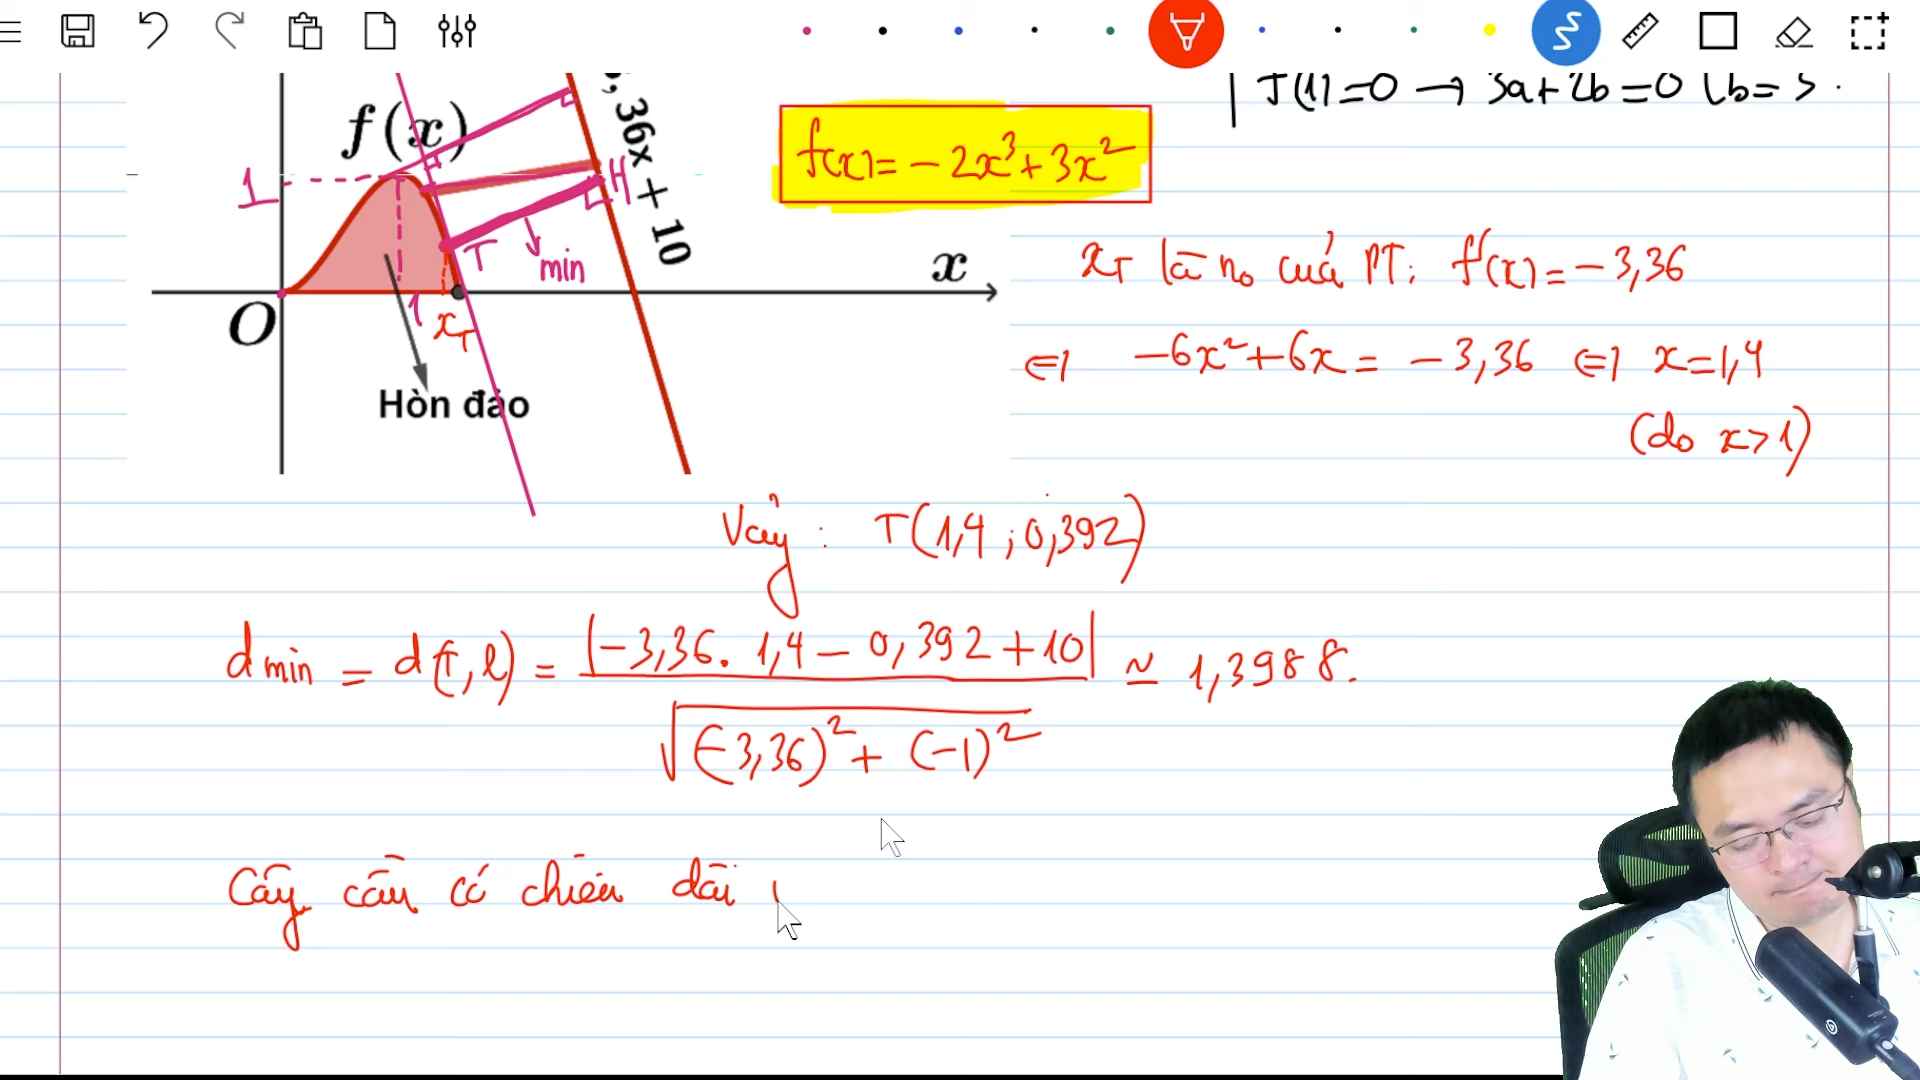 J'(1)=0 → 3a+2b=0 (b=3.
f(x)
,36x + 10
1
H
T
min
x
O
1
x_T
Hòn đảo
f(x)= -2x³+3x²
x_T là n₀ của PT: f'(x)= -3,36
⇔ -6x²+6x = -3,36 ⇔ x=1,4
(do x>1)
Vậy: T(1,4 ; 0,392)
d min = d(T, l) = |-3,36. 1,4 - 0,392 +10| / √(-3,36)² + (-1)² ≃ 1,3988.
Cây cầu có chiều dài